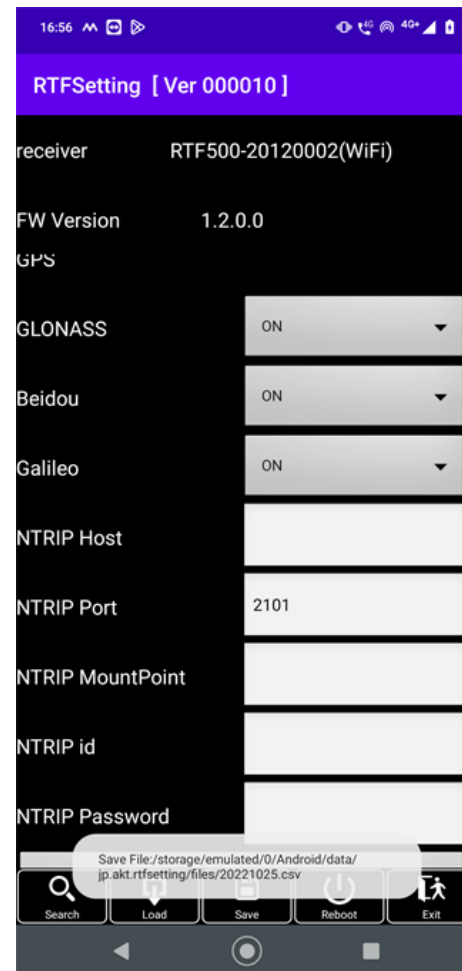 16:56 4G 4G+
RTFSetting [ Ver 000010 ]
receiver RTF500-20120002(WiFi)
FW Version 1.2.0.0
GPS
GLONASS ON
Beidou ON
Galileo ON
NTRIP Host
NTRIP Port 2101
NTRIP MountPoint
NTRIP id
NTRIP Password
Save File:/storage/emulated/0/Android/data/
jp.akt.rtfsetting/files/20221025.csv
Search Load Save Reboot Exit